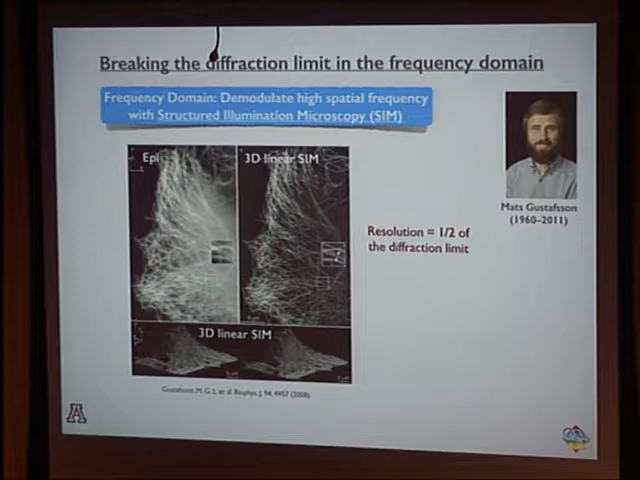 Breaking the diffraction limit in the frequency domain
Frequency Domain: Demodulate high spatial frequency
with Structured Illumination Microscopy (SIM)
Epi
3D linear SIM
Mats Gustafsson
(1960–2011)
Resolution = 1/2 of
the diffraction limit
3D linear SIM
Gustafsson, M. G. L. et al. Biophys. J. 94, 4957 (2008).
A